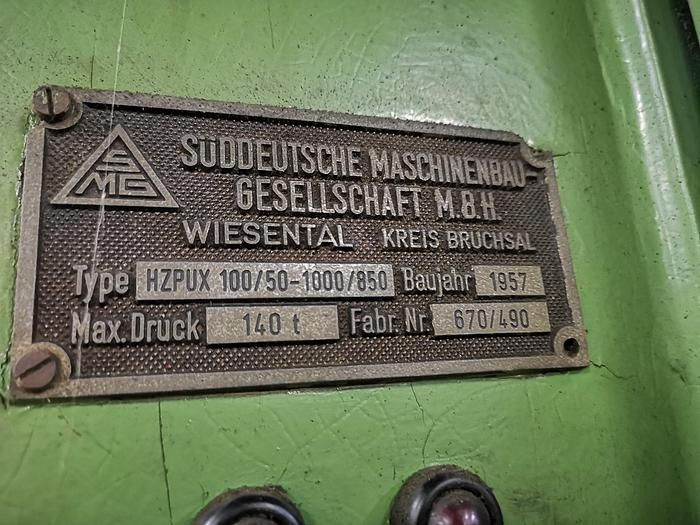 SMG
SÜDDEUTSCHE MASCHINENBAU-
GESELLSCHAFT M.B.H.
WIESENTAL KREIS BRUCHSAL
Type HZPUX 100/50-1000/850 Baujahr 1957
Max. Druck 140 t Fabr. Nr. 670/490